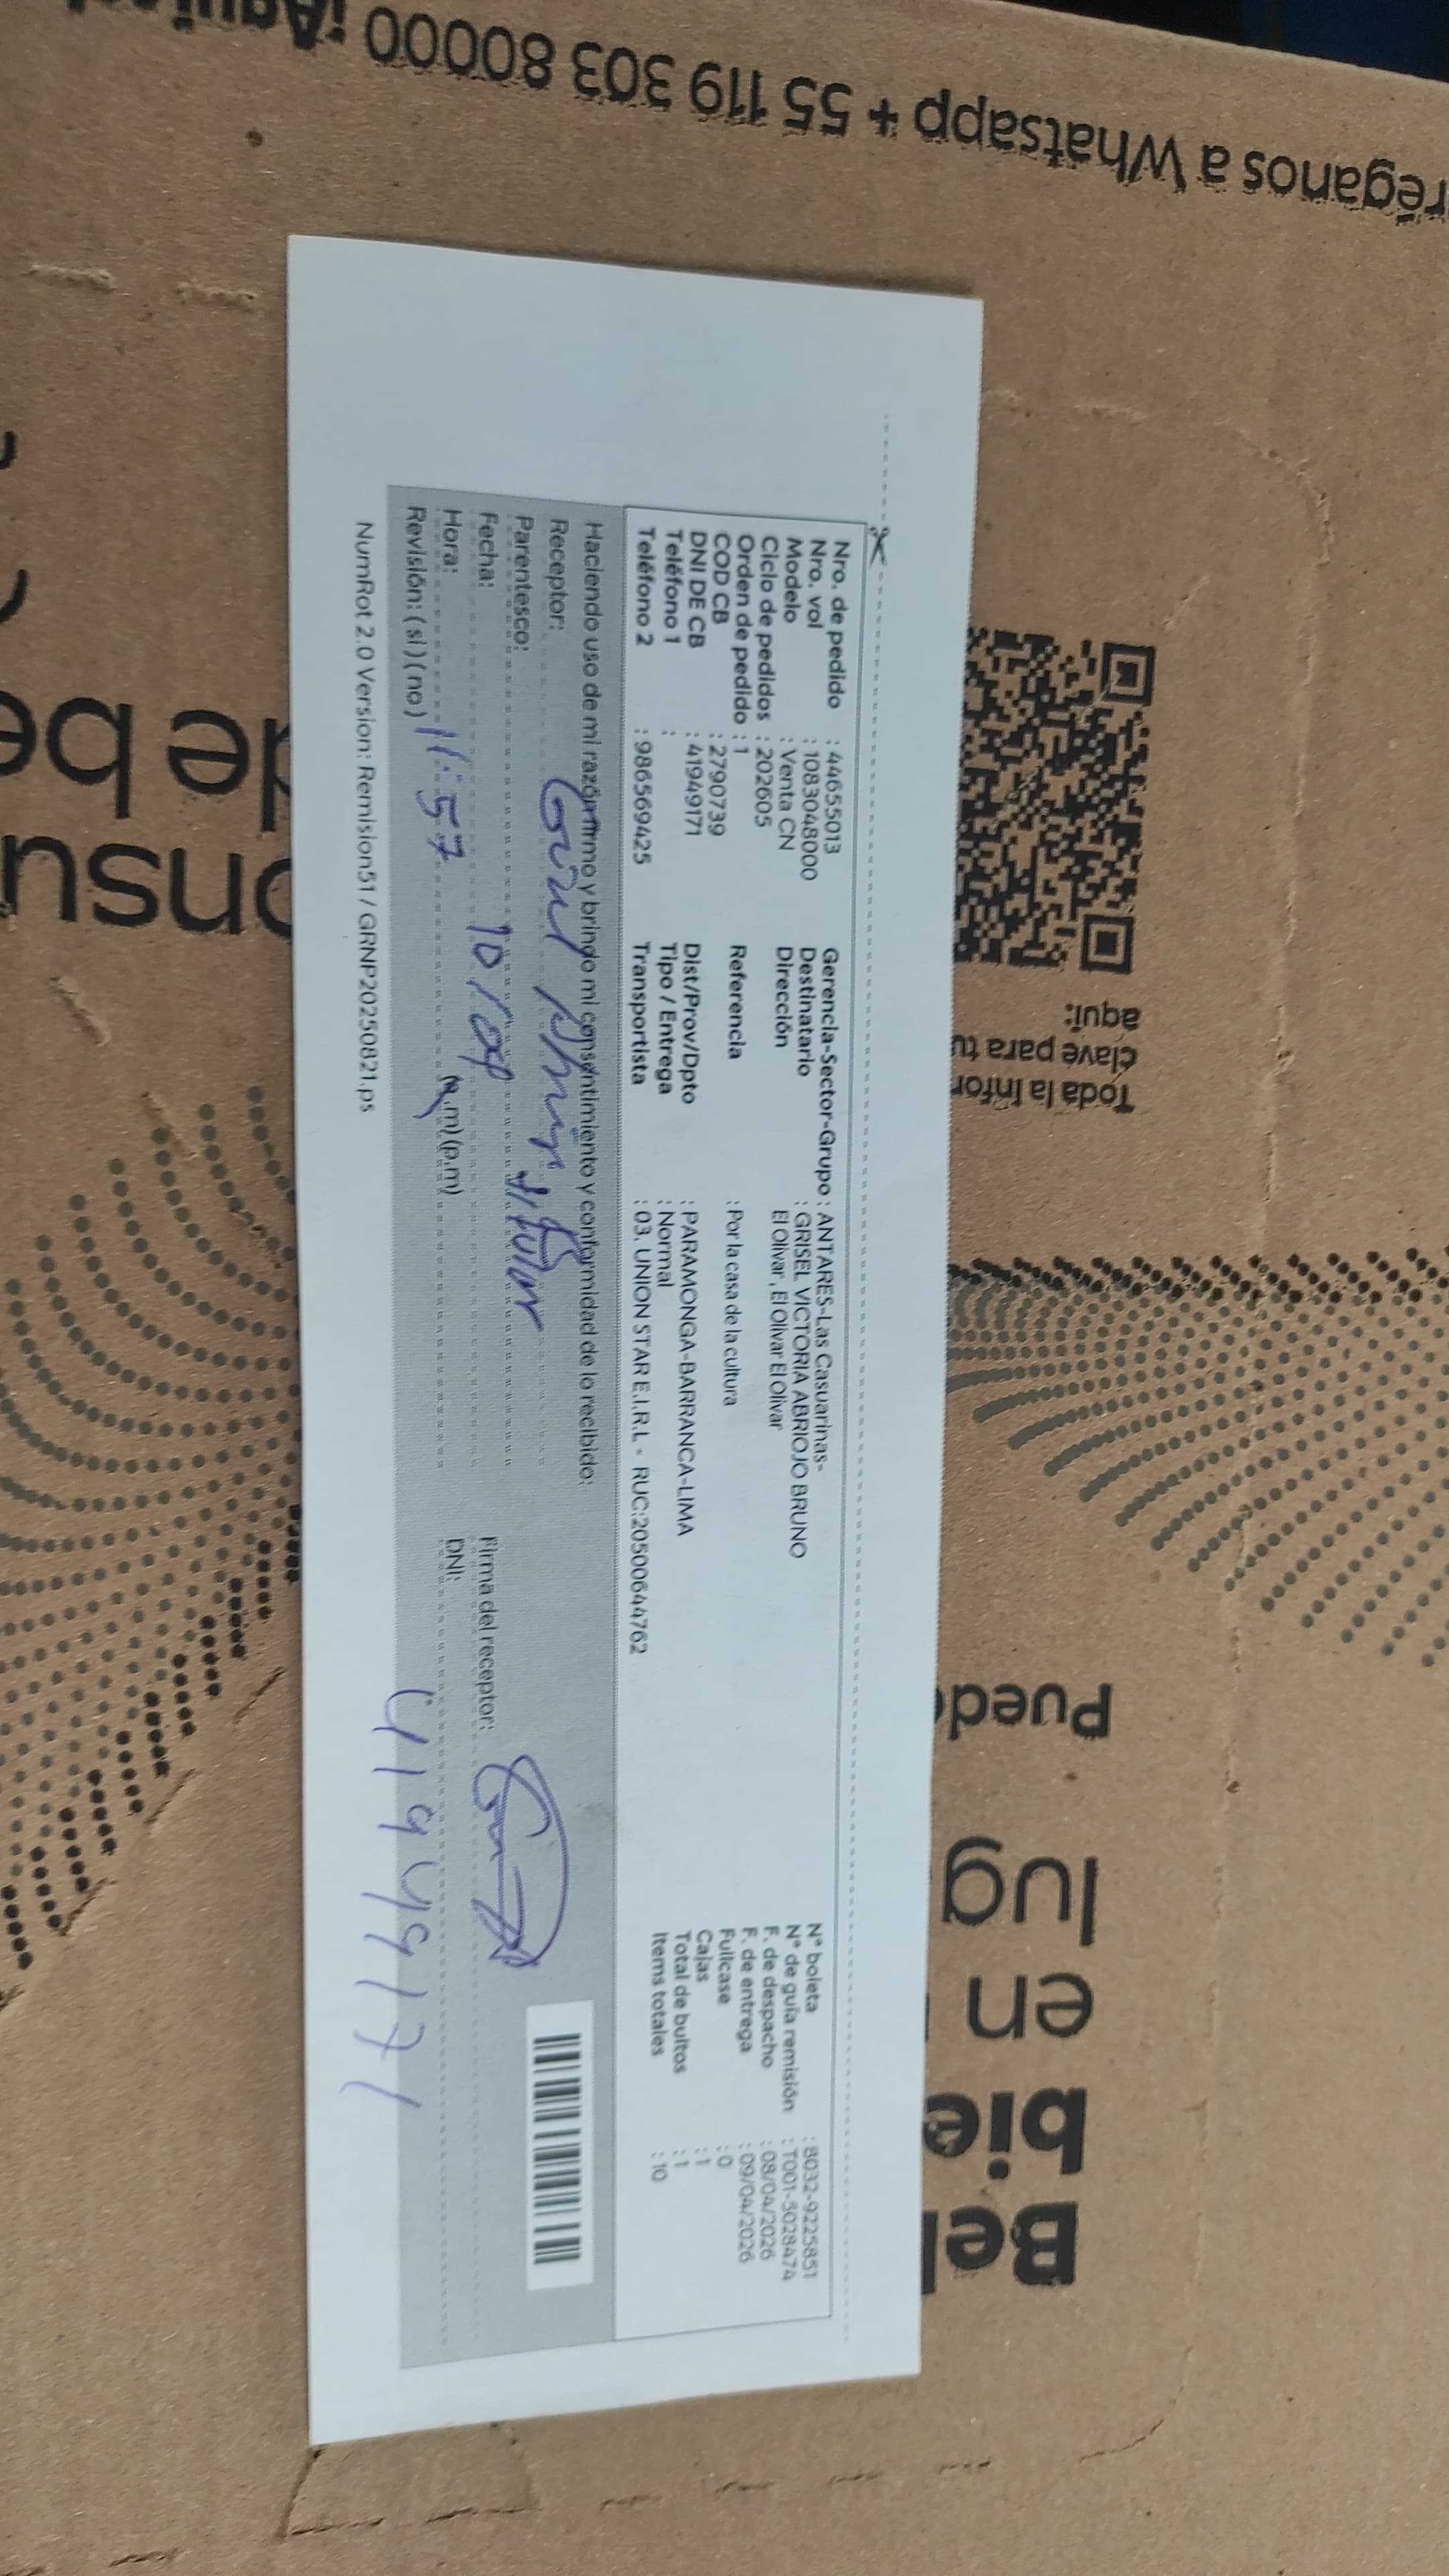 réganos a Whatsapp + 55 119 303 80000
Toda la infor
clave para tu
aquí:
Bel
bie
en
lug
Pued
onsu
de be
Nro. de pedido : 44655013
Nro. vol : 1083048000
Modelo : Venta CN
Ciclo de pedidos : 202605
Orden de pedido : 1
COD CB : 2790739
DNI DE CB : 41949171
Teléfono 1 :
Teléfono 2 : 986569425
Gerencia-Sector-Grupo : ANTARES-Las Casuarinas-
Destinatario : GRISEL VICTORIA ABRIOJO BRUNO
Dirección El Olivar , El Olivar El Olivar
Referencia : Por la casa de la cultura
Dist/Prov/Dpto : PARAMONGA-BARRANCA-LIMA
Tipo / Entrega : Normal
Transportista : 03. UNION STAR E.I.R.L - RUC:20500644762
N° boleta : B032-9225851
N° de guía remisión : T001-5028474
F. de despacho : 08/04/2026
F. de entrega : 09/04/2026
Fullcase : 0
Cajas : 1
Total de bultos : 1
Items totales : 10
Haciendo uso de mi razón firmo y brindo mi consentimiento y conformidad de lo recibido:
Receptor:
Parentesco: titular
Fecha: 10/04
Hora: 11:57 (a.m) (p.m)
Revisión: (si) (no)
Firma del receptor:
DNI: 41949171
NumRot 2.0 Version: Remision51 / GRNP20250821.ps